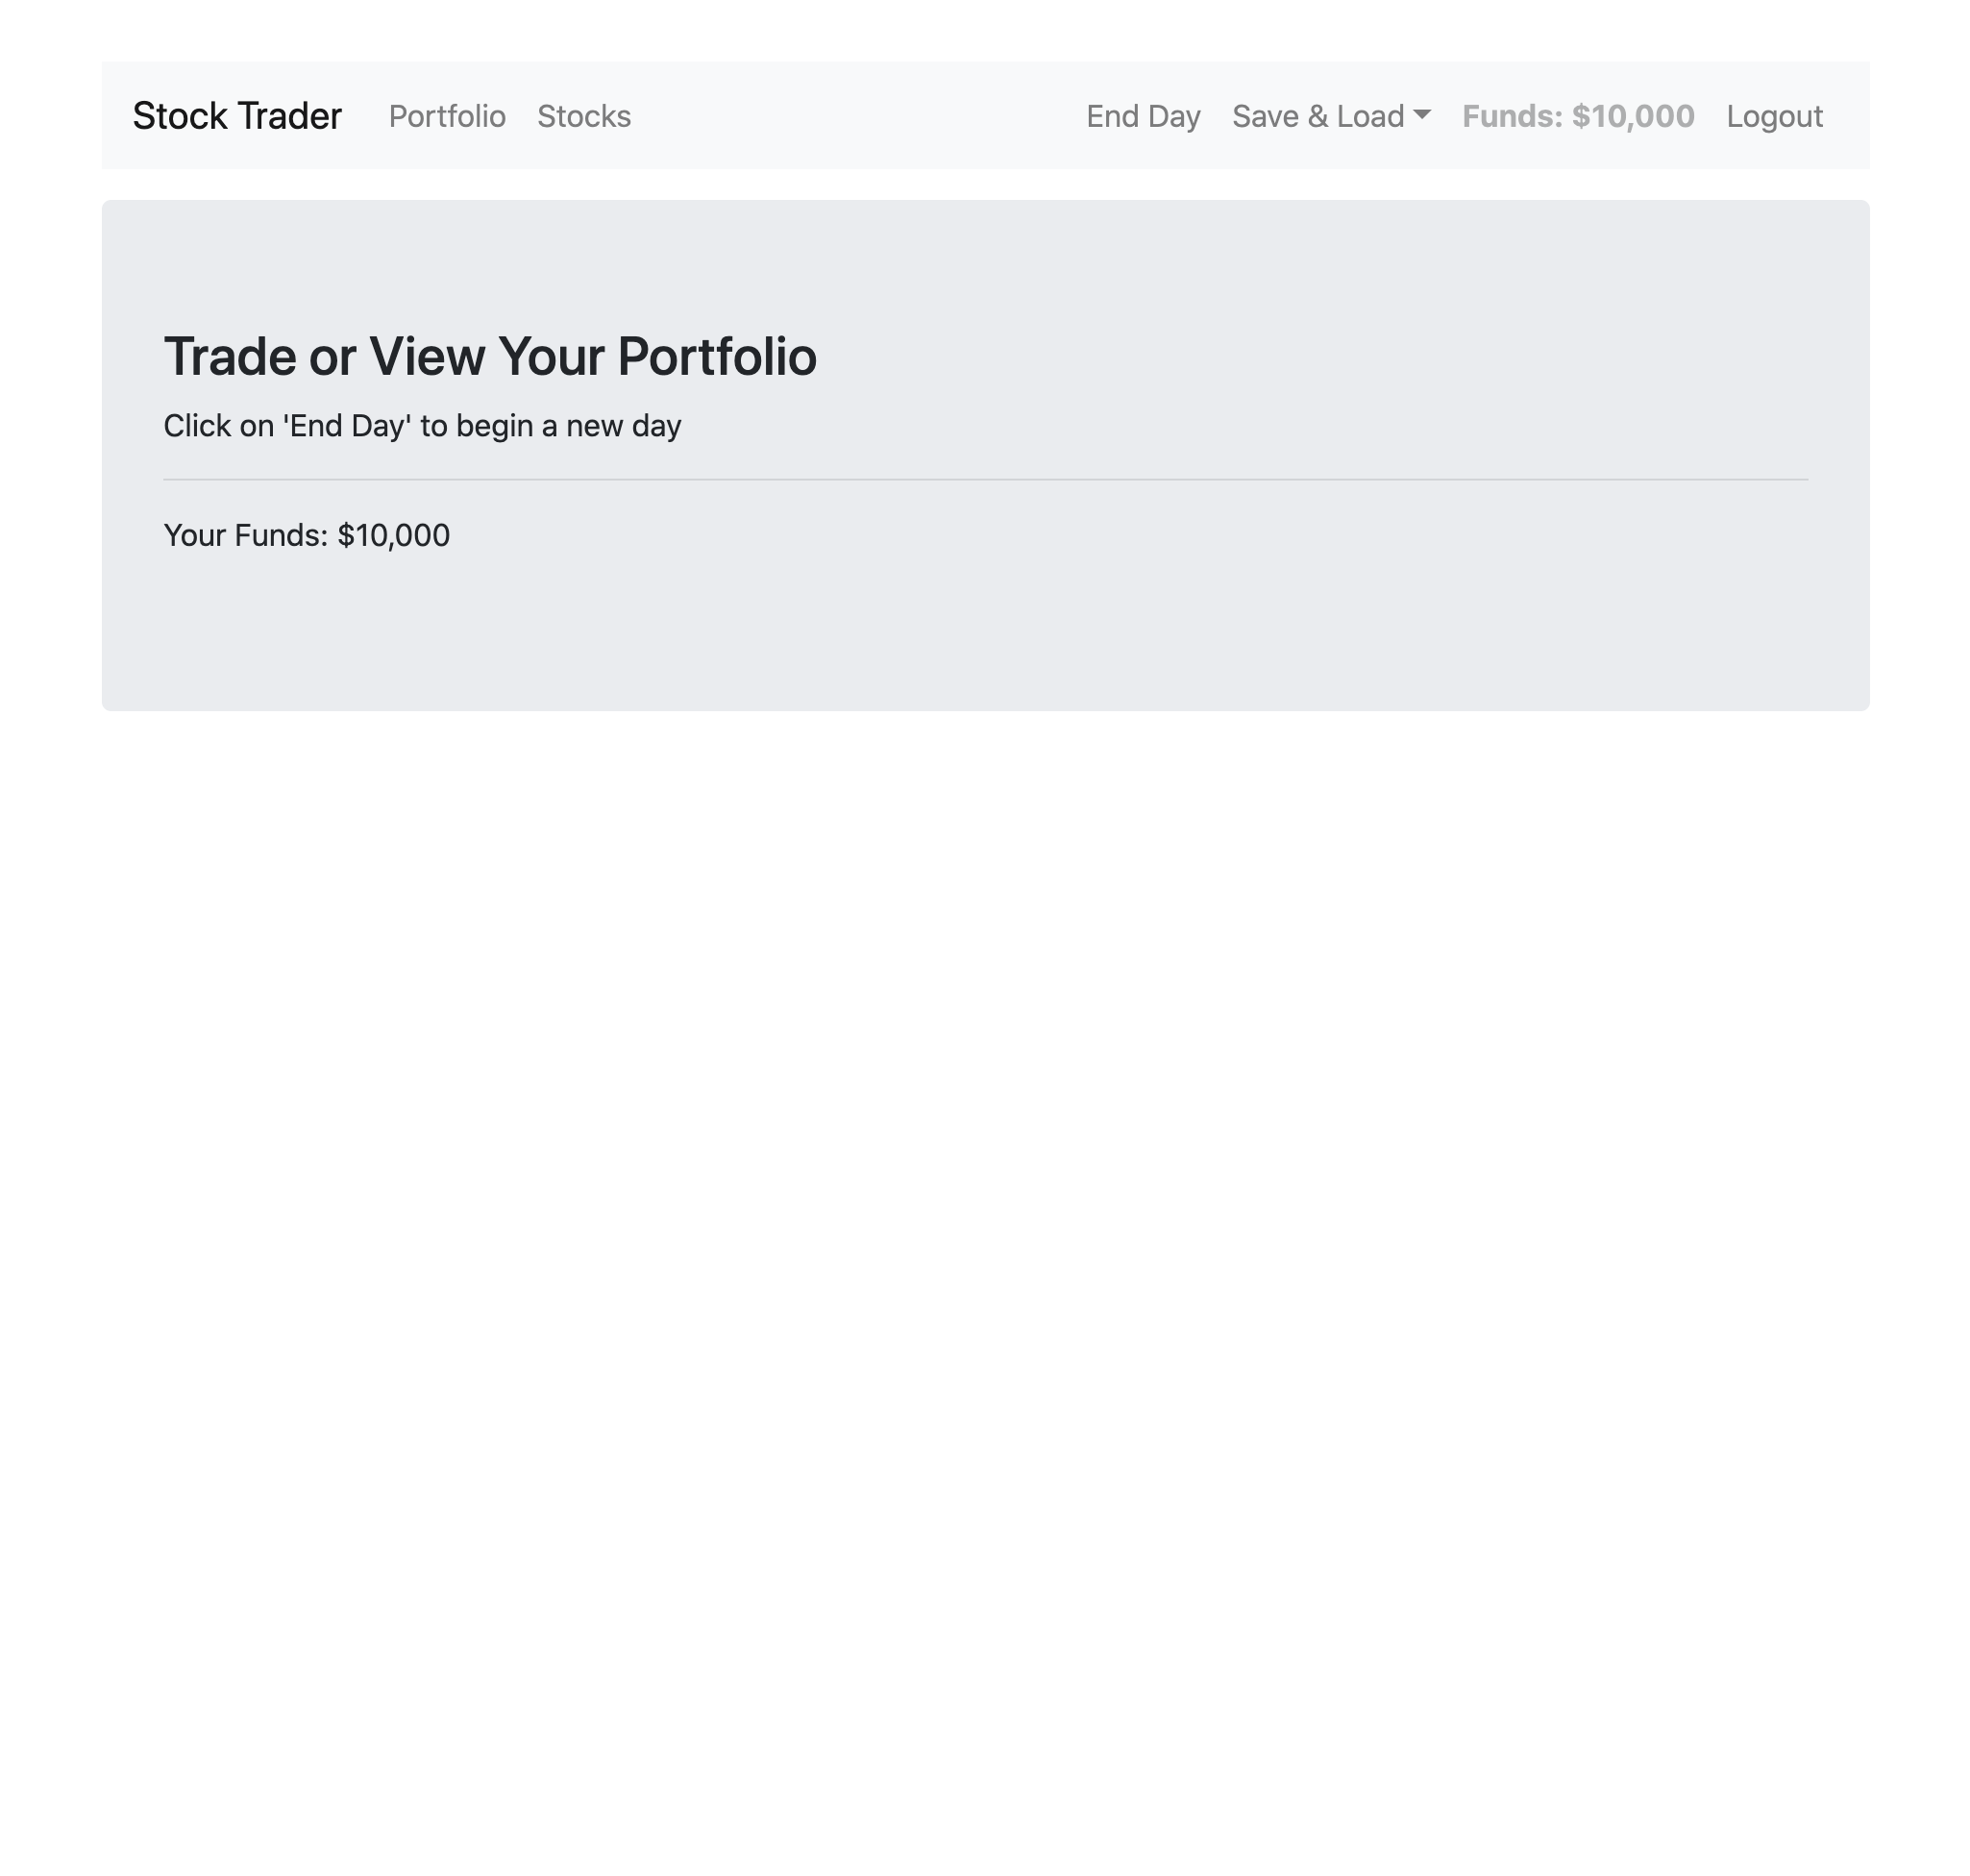 Stock Trader Portfolio Stocks End Day Save & Load Funds: $10,000 Logout
Trade or View Your Portfolio
Click on 'End Day' to begin a new day
Your Funds: $10,000